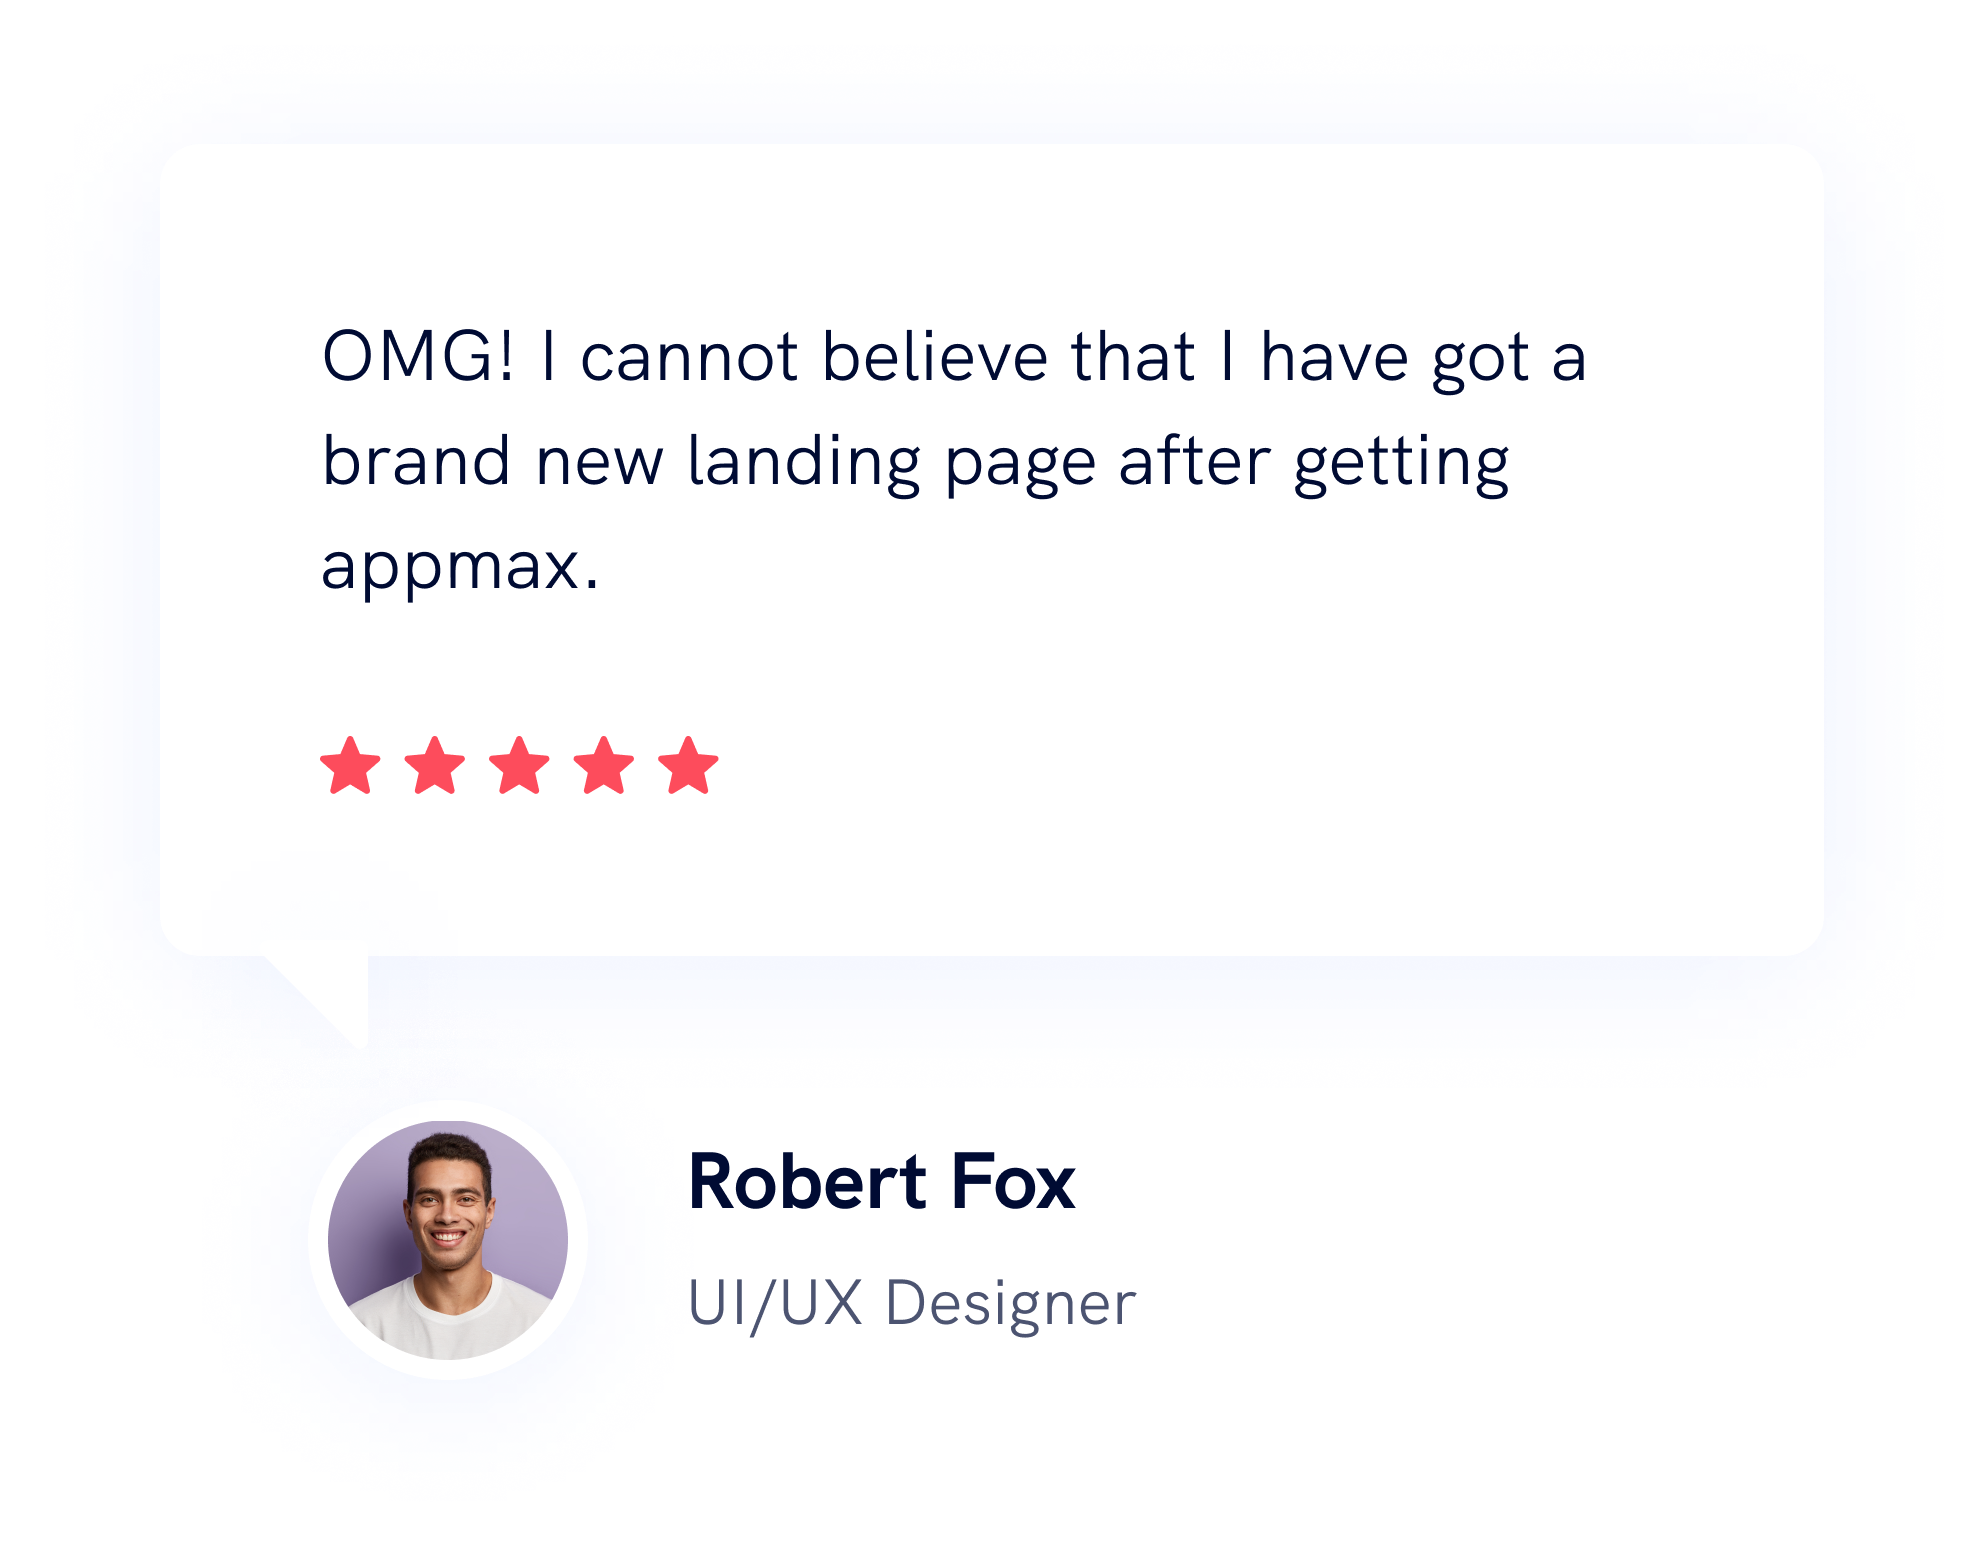 OMG! I cannot believe that I have got a
brand new landing page after getting
appmax.
Robert Fox
UI/UX Designer